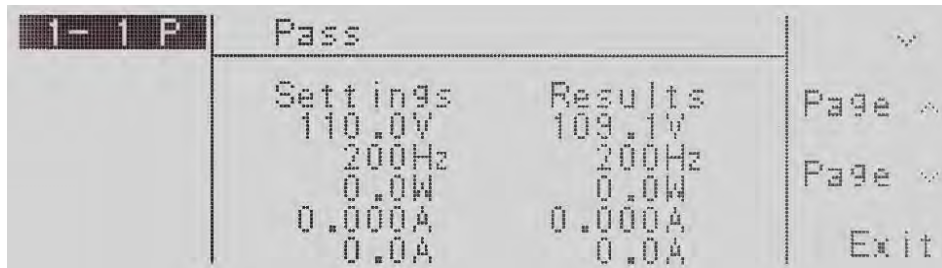 1- 1 P
Pass
Settings Results
110.0V 109.1V
200Hz 200Hz
0.0W 0.0W
0.000A 0.000A
0.0A 0.0A
Page
Page
Exit